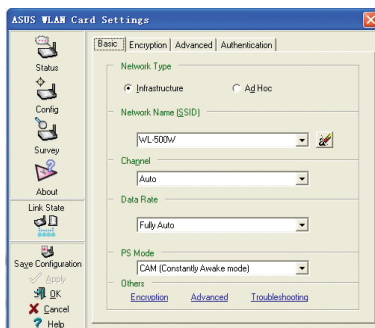 ASUS WLAN Card Settings
Status
Config
Survey
About
Link State
Save Configuration
Apply
OK
Cancel
Help
Basic Encryption Advanced Authentication
Network Type
Infrastructure Ad Hoc
Network Name (SSID)
WL-500W
Channel
Auto
Data Rate
Fully Auto
PS Mode
CAM (Constantly Awake mode)
Others
Encryption Advanced Troubleshooting